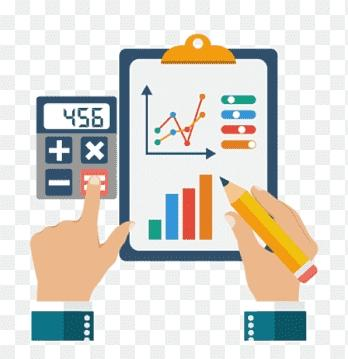 456
+ ×
− =